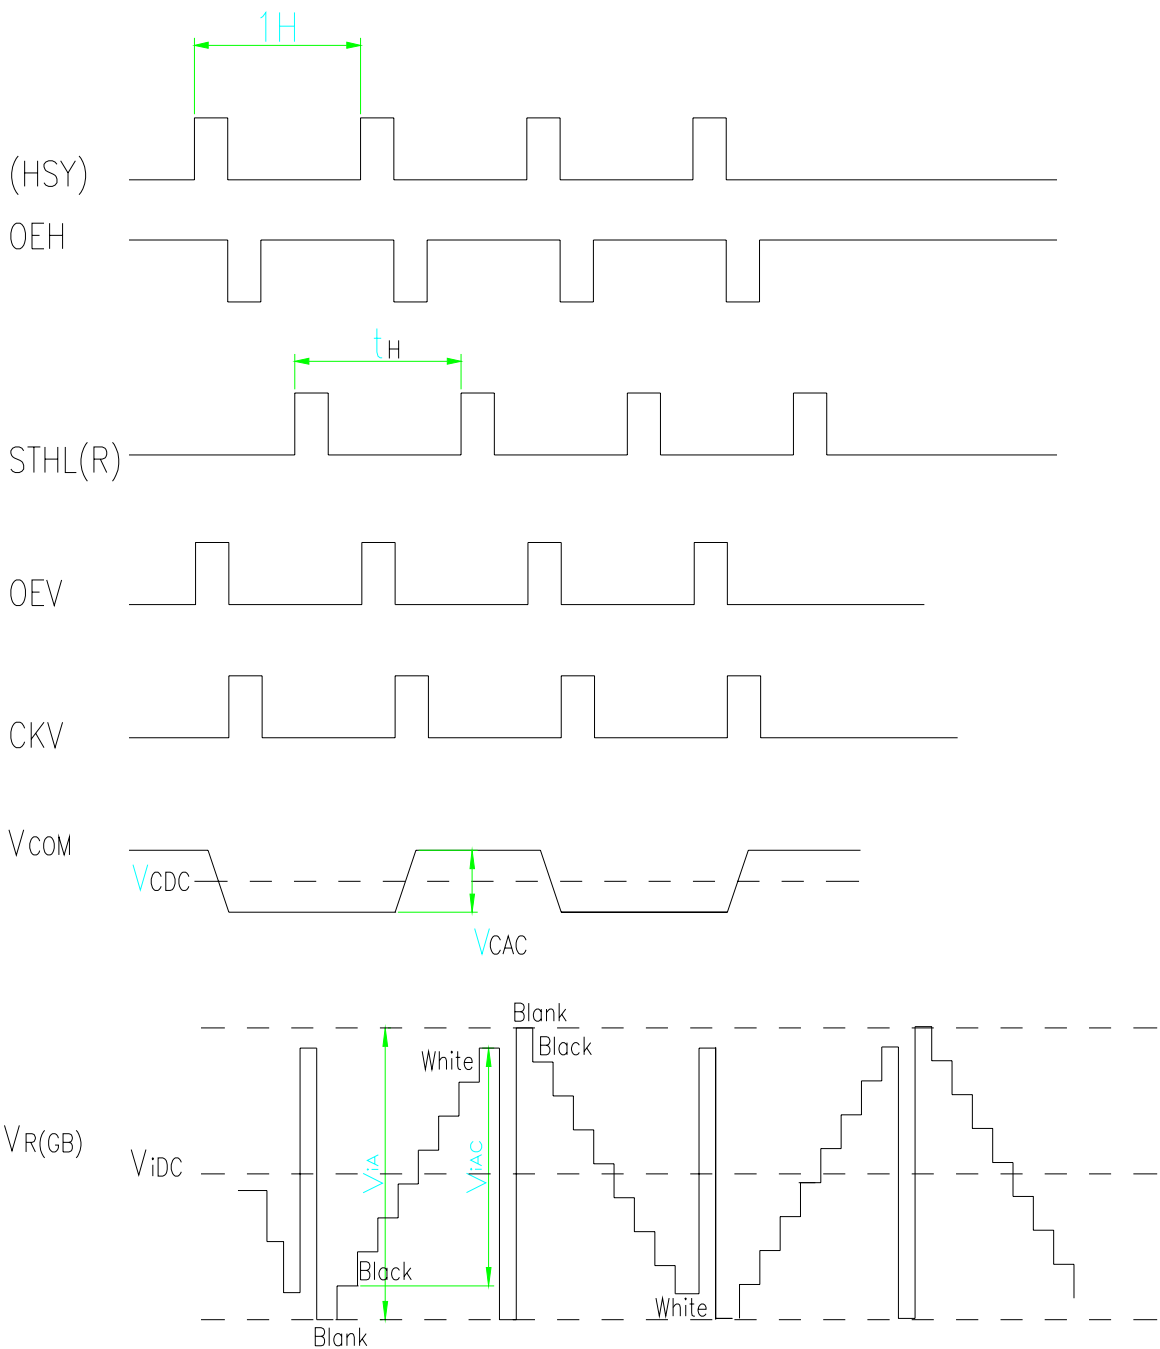 1H
(HSY)
OEH
tH
STHL(R)
OEV
CKV
VCOM
VCDC
VCAC
Blank
White
Black
VR(GB)
ViDC
ViA
ViAC
Black
White
Blank